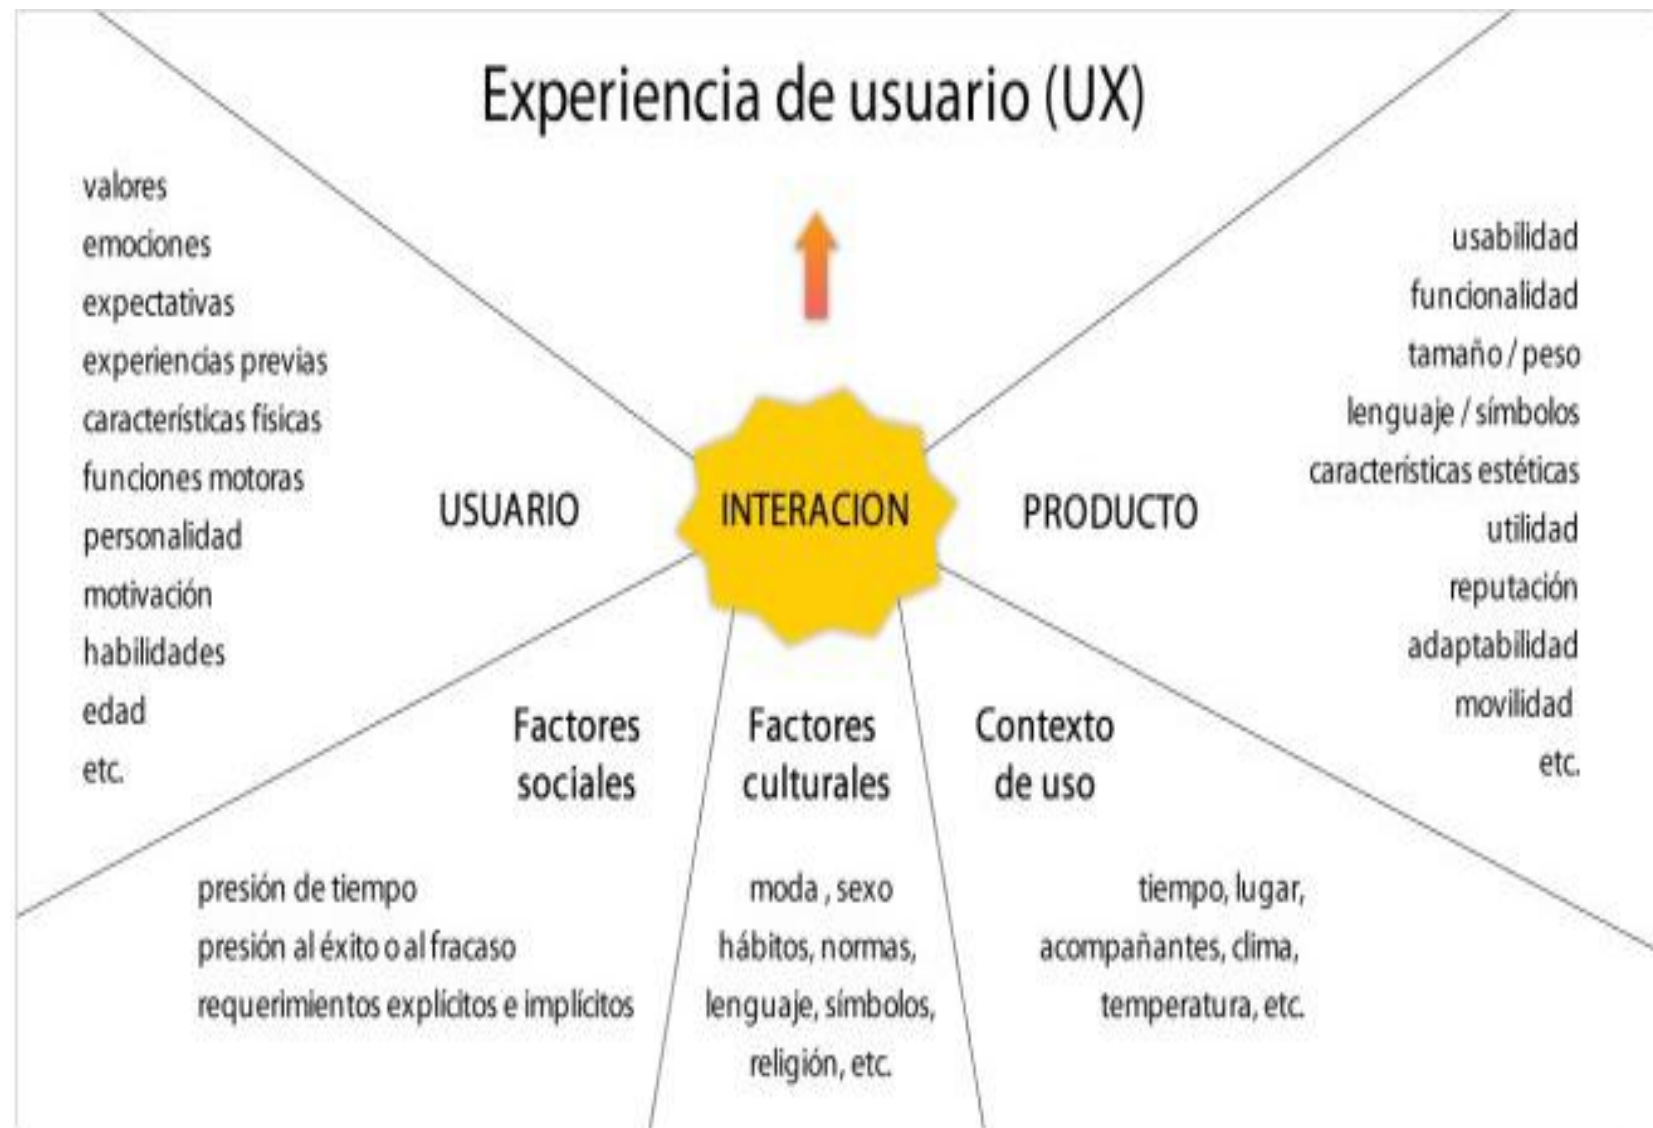 Experiencia de usuario (UX)
valores
emociones
expectativas
experiencias previas
características físicas
funciones motoras
personalidad
motivación
habilidades
edad
etc.
USUARIO
INTERACION
PRODUCTO
usabilidad
funcionalidad
tamaño / peso
lenguaje / símbolos
características estéticas
utilidad
reputación
adaptabilidad
movilidad
etc.
Factores
sociales
presión de tiempo
presión al éxito o al fracaso
requerimientos explícitos e implícitos
Factores
culturales
moda , sexo
hábitos, normas,
lenguaje, símbolos,
religión, etc.
Contexto
de uso
tiempo, lugar,
acompañantes, clima,
temperatura, etc.